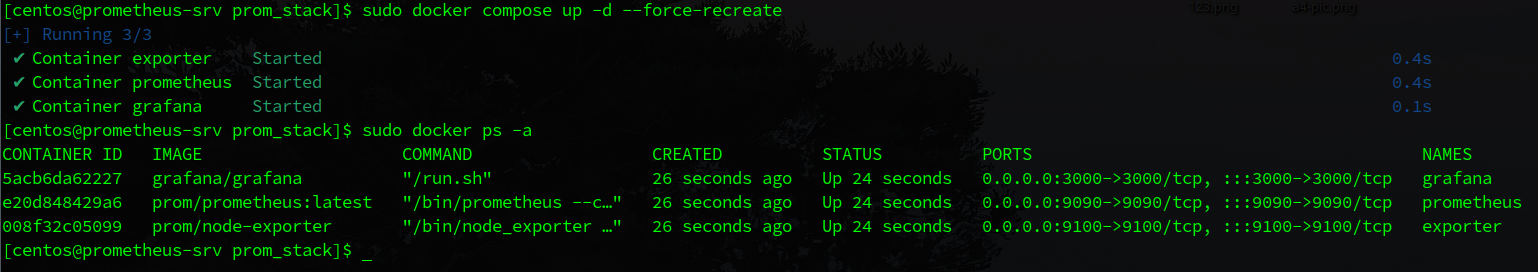 [centos@prometheus-srv prom_stack]$ sudo docker compose up -d --force-recreate
123.png a4-pic.png
[+] Running 3/3
✔ Container exporter Started 0.4s
✔ Container prometheus Started 0.4s
✔ Container grafana Started 0.1s
[centos@prometheus-srv prom_stack]$ sudo docker ps -a
CONTAINER ID IMAGE COMMAND CREATED STATUS PORTS NAMES
5acb6da62227 grafana/grafana "/run.sh" 26 seconds ago Up 24 seconds 0.0.0.0:3000->3000/tcp, :::3000->3000/tcp grafana
e20d848429a6 prom/prometheus:latest "/bin/prometheus --c…" 26 seconds ago Up 24 seconds 0.0.0.0:9090->9090/tcp, :::9090->9090/tcp prometheus
008f32c05099 prom/node-exporter "/bin/node_exporter …" 26 seconds ago Up 24 seconds 0.0.0.0:9100->9100/tcp, :::9100->9100/tcp exporter
[centos@prometheus-srv prom_stack]$ _